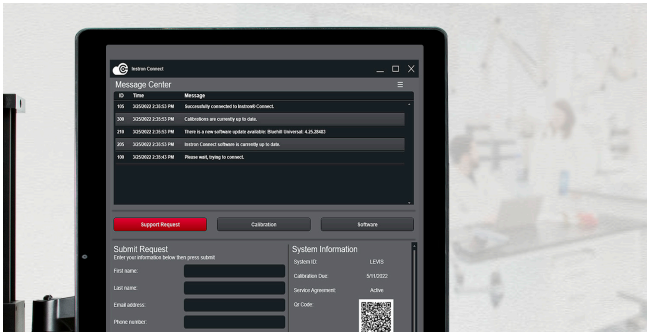 Instron Connect
Message Center
ID Time Message
105 3/25/2022 2:35:53 PM Successfully connected to Instron® Connect.
300 3/25/2022 2:35:53 PM Calibrations are currently up to date.
210 3/25/2022 2:35:53 PM There is a new software update available: Bluehill Universal: 4.25.28403
205 3/25/2022 2:35:53 PM Instron Connect software is currently up to date.
100 3/25/2022 2:35:43 PM Please wait, trying to connect.
Support Request Calibration Software
Submit Request
Enter your information below then press submit
First name:
Last name:
Email address:
Phone number:
System Information
System ID: LEVIS
Calibration Due: 5/11/2022
Service Agreement: Active
Qr Code: